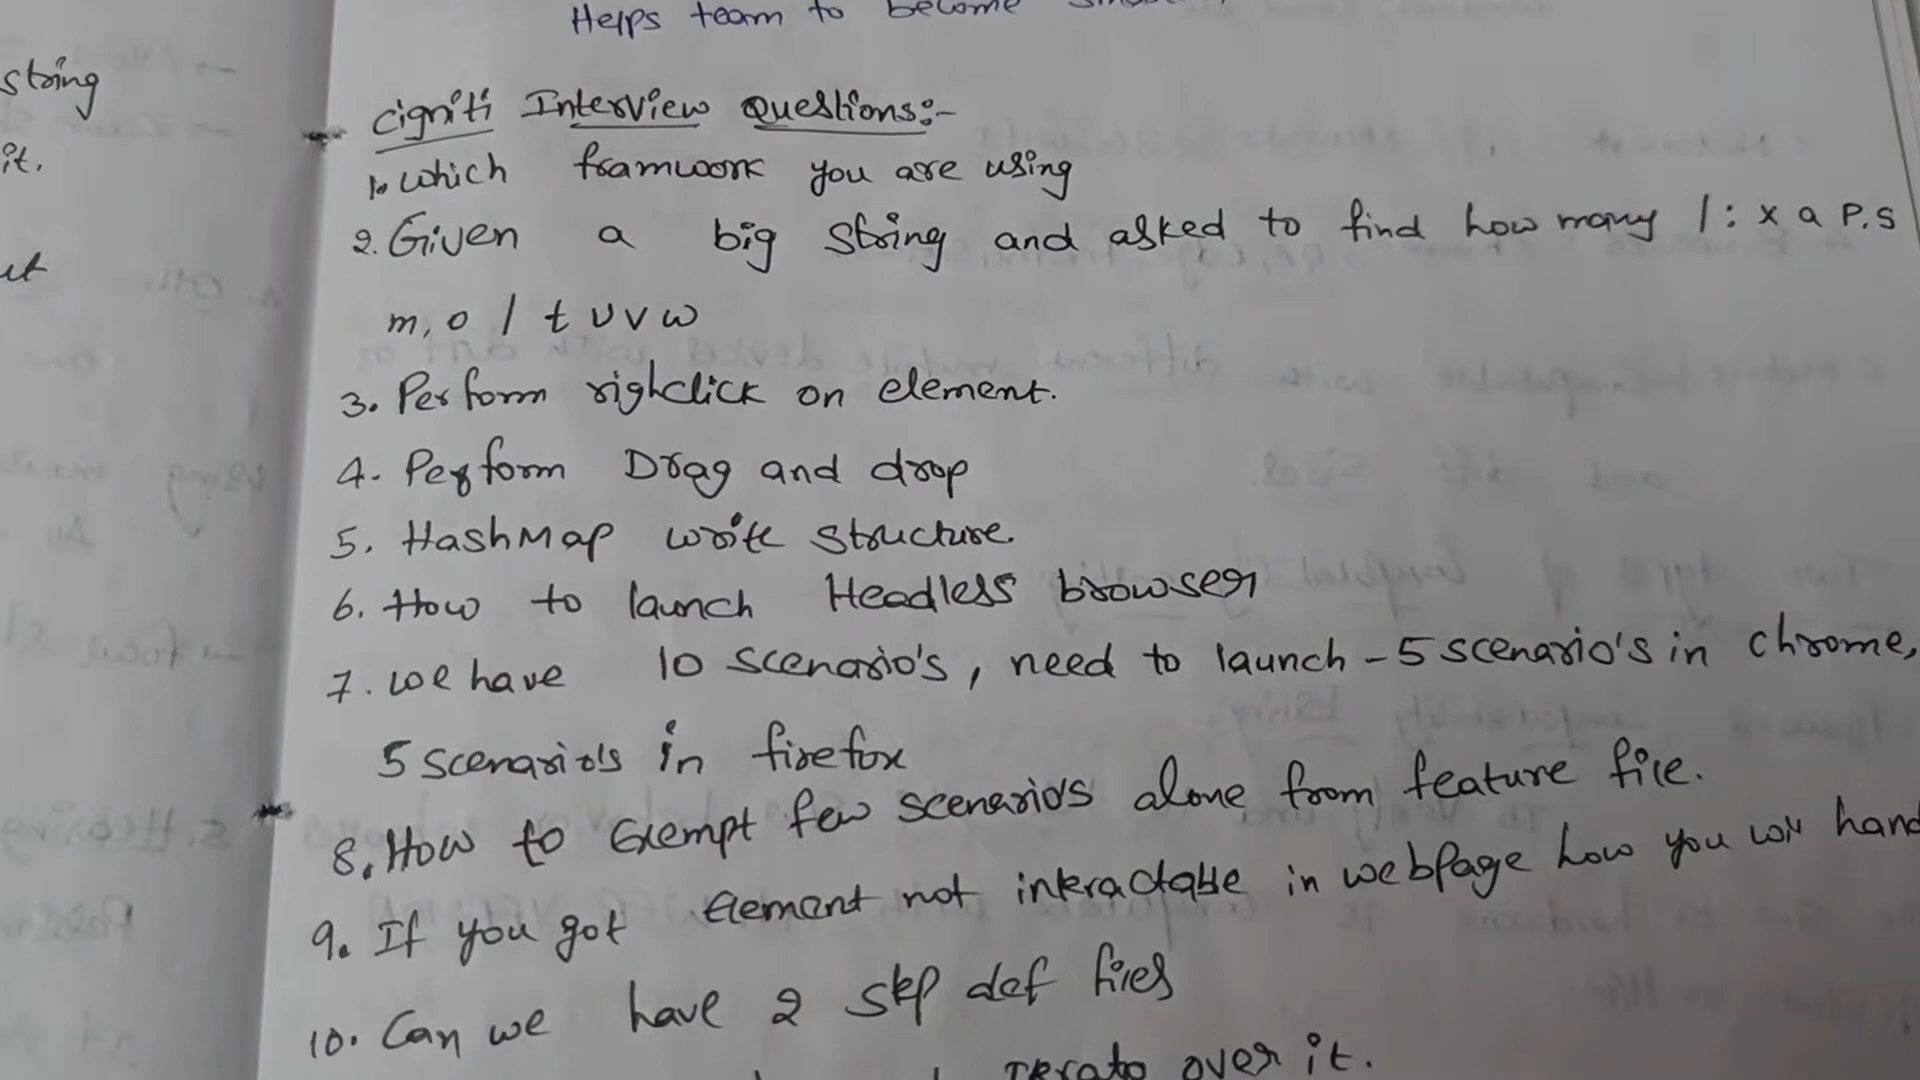 Helps team to become
string
it.
cigniti Interview Questions:-
1. which framwork you are using
2. Given a big string and asked to find how many / : x a p.s
m, o / t u v w
3. Perform righclick on element.
4. Perform Drag and drop
5. HashMap write structure.
6. How to launch Headless browser
7. we have 10 scenario's, need to launch - 5 scenario's in chrome,
5 scenario's in firefox
8. How to Exempt few scenario's alone from feature file.
9. If you got Element not interactable in webpage how you will hand
10. Can we have 2 step def files
over it.